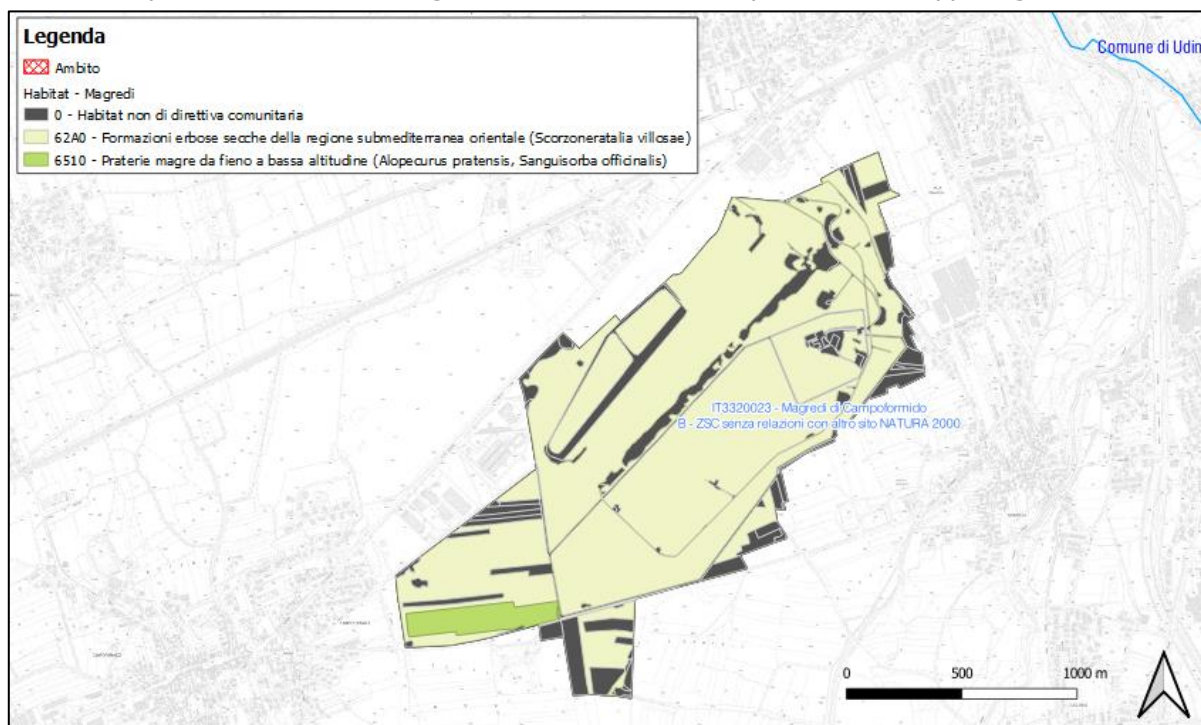 Legenda
Ambito
Habitat - Magredi
0 - Habitat non di direttiva comunitaria
62A0 - Formazioni erbose secche della regione submediterranea orientale (Scorzoneratalia villosae)
6510 - Praterie magre da fieno a bassa altitudine (Alopecurus pratensis, Sanguisorba officinalis)
Comune di Udin
IT3320023 - Magredi di Campoformido
B - ZSC senza relazioni con altro sito NATURA 2000
0 500 1000 m